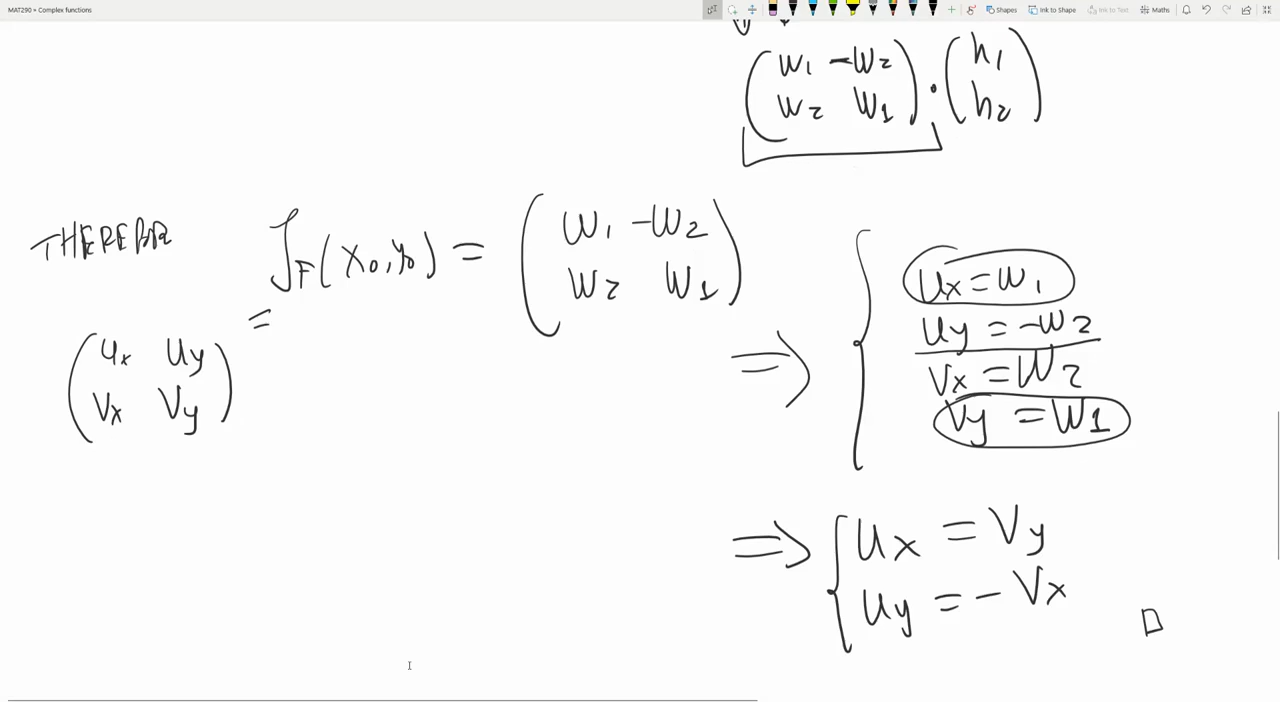 MAT290 > Complex functions
Shapes Ink to Shape Ink to Text Maths
( w1 -w2 ) · ( h1 )
( w2 w1 ) ( h2 )
JF(x0,y0) = ( w1 -w2 )
( w2 w1 )
=
( ux uy )
( vx vy )
⇒ { ux = w1
uy = -w2
vx = w2
vy = w1
⇒ { ux = vy
uy = - vx
□